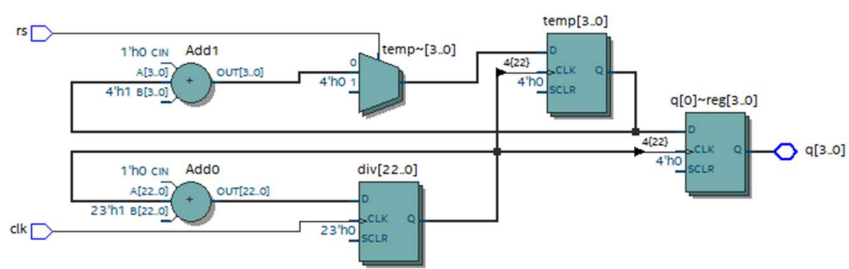 temp[3..0]
rs
1'h0 CIN
Add1
temp~[3..0]
A[3..0]
OUT[3..0]
4'h1 B[3..0]
+
0
4'h0 1
D
4{22}
CLK
Q
4'h0
SCLR
q[0]~reg[3..0]
D
4{22}
CLK
Q
4'h0
SCLR
q[3..0]
1'h0 CIN
Add0
div[22..0]
A[22..0]
OUT[22..0]
23'h1 B[22..0]
+
D
CLK
Q
23'h0
SCLR
clk